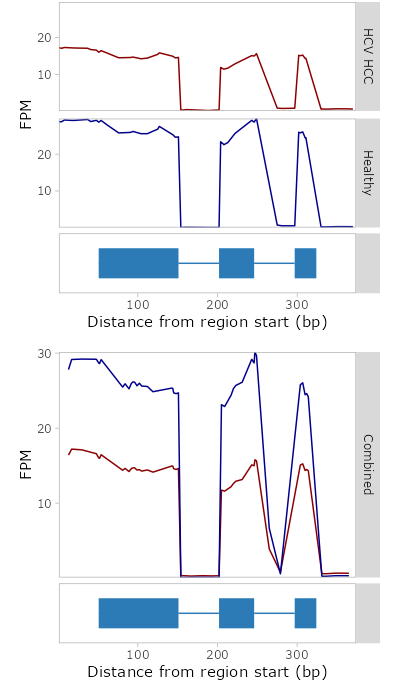 20
10
HCV HCC
FPM
20
10
Healthy
100 200 300
Distance from region start (bp)
30
20
10
FPM
Combined
100 200 300
Distance from region start (bp)